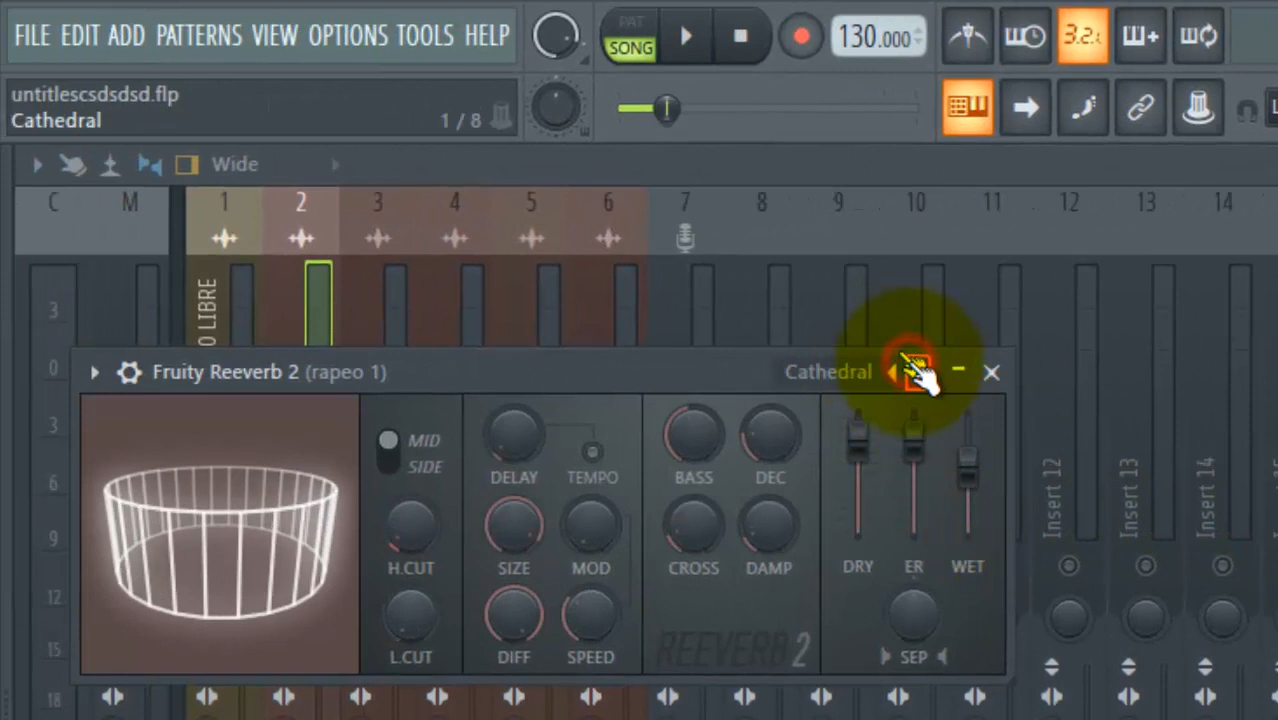 FILE EDIT ADD PATTERNS VIEW OPTIONS TOOLS HELP
PAT
SONG
130.000
untitlescsdsdsd.flp
Cathedral 1 / 8
Wide
C M 1 2 3 4 5 6 7 8 9 10 11 12 13 14
O LIBRE
3
0
3
6
9
12
15
18
Insert 12
Insert 13
Insert 14
Fruity Reeverb 2 (rapeo 1) Cathedral
MID
SIDE
H.CUT
L.CUT
DELAY TEMPO
SIZE MOD
DIFF SPEED
BASS DEC
CROSS DAMP
REEVERB 2
DRY ER WET
SEP